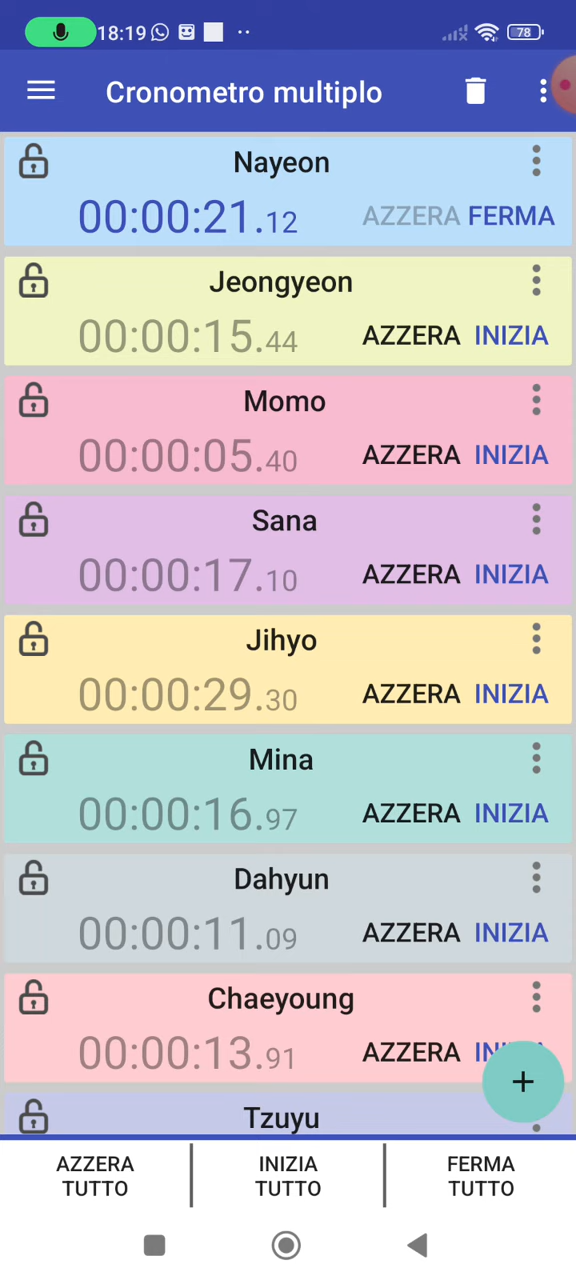 18:19 78
Cronometro multiplo
Nayeon
00:00:21.12 AZZERA FERMA
Jeongyeon
00:00:15.44 AZZERA INIZIA
Momo
00:00:05.40 AZZERA INIZIA
Sana
00:00:17.10 AZZERA INIZIA
Jihyo
00:00:29.30 AZZERA INIZIA
Mina
00:00:16.97 AZZERA INIZIA
Dahyun
00:00:11.09 AZZERA INIZIA
Chaeyoung
00:00:13.91 AZZERA INIZIA
+
Tzuyu
AZZERA TUTTO
INIZIA TUTTO
FERMA TUTTO